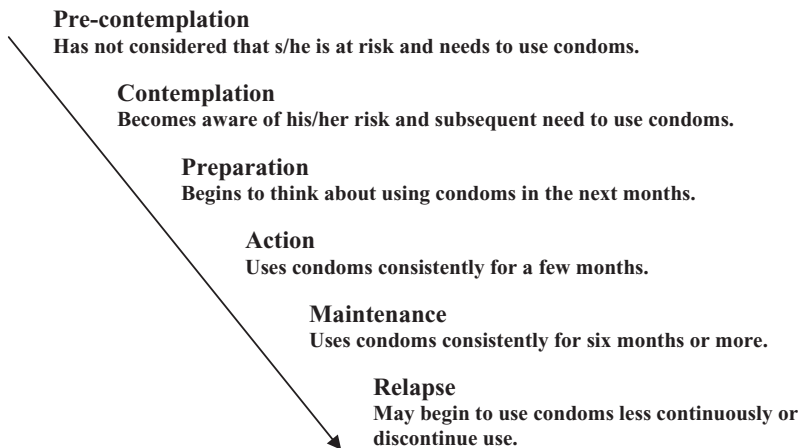 Pre-contemplation
Has not considered that s/he is at risk and needs to use condoms.
Contemplation
Becomes aware of his/her risk and subsequent need to use condoms.
Preparation
Begins to think about using condoms in the next months.
Action
Uses condoms consistently for a few months.
Maintenance
Uses condoms consistently for six months or more.
Relapse
May begin to use condoms less continuously or
discontinue use.